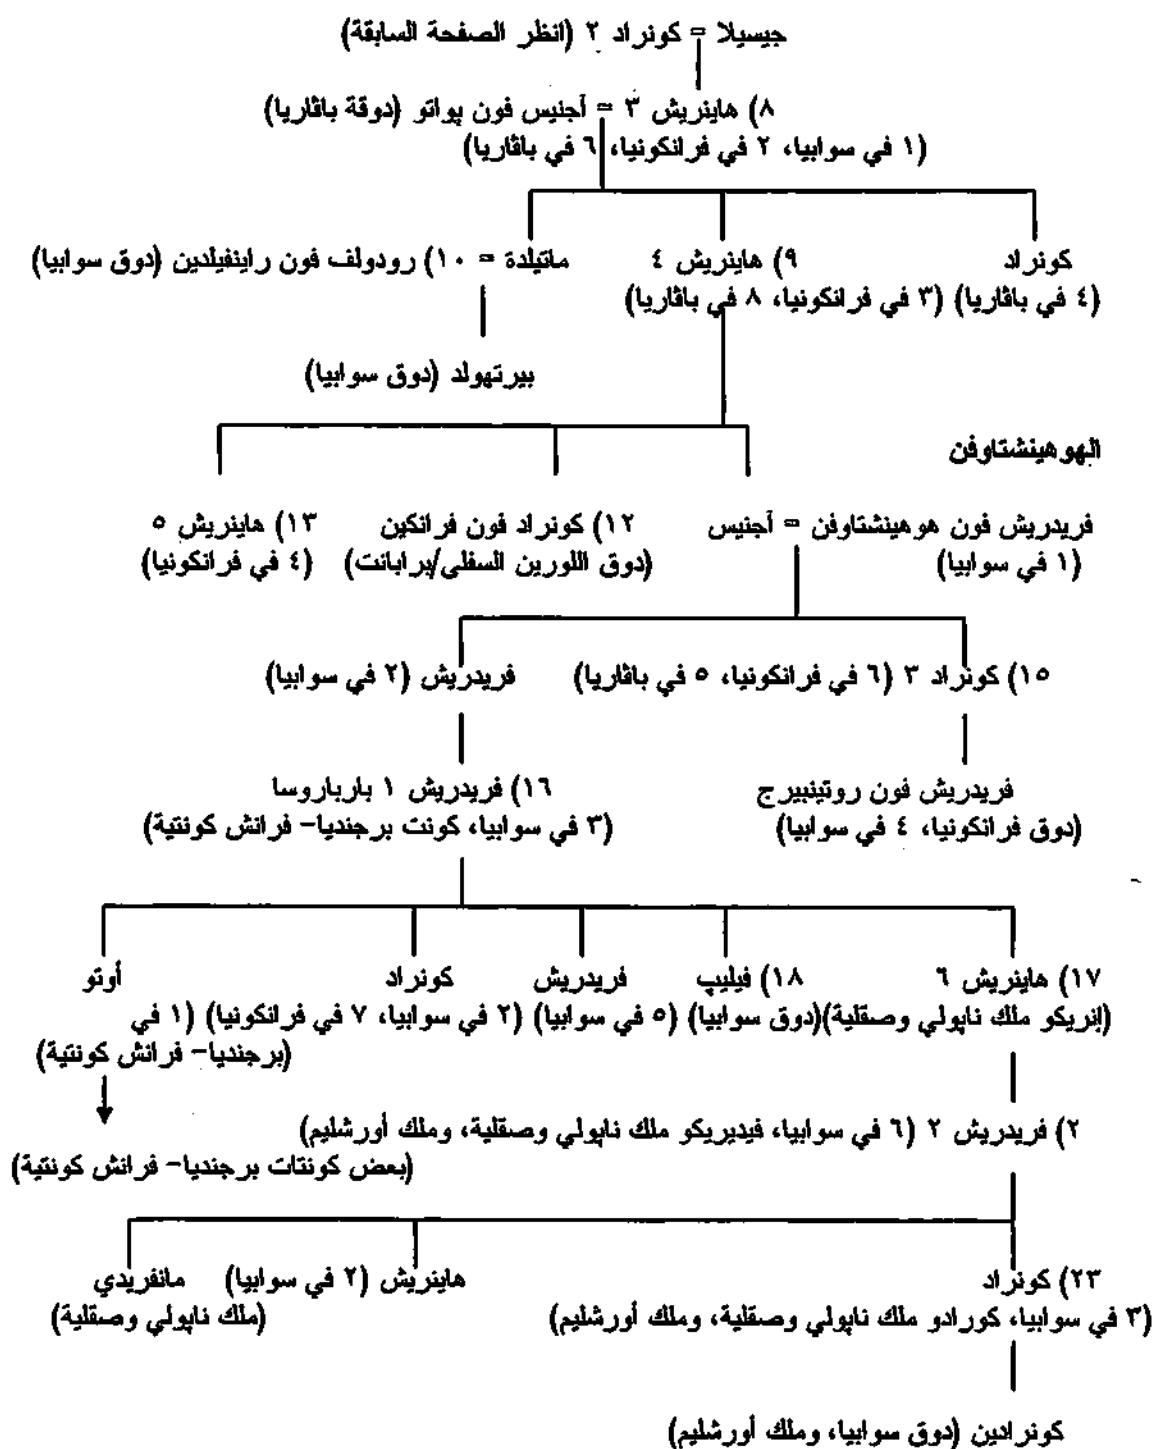 جيسيلا = كونراد ٢ (انظر الصفحة السابقة)
٨) هاينريش ٣ = آجنيس فون پواتو (دوقة باڤاريا)
(١ في سوابيا، ٢ في فرانكونيا، ٦ في باڤاريا)
كونراد
٩) هاينريش ٤
ماتيلدة = ١٠) رودولف فون راينفيلدين (دوق سوابيا)
(٤ في باڤاريا) (٣ في فرانكونيا، ٨ في باڤاريا)
بيرتهولد (دوق سوابيا)
الهوهينشتاوفن
فريدريش فون هوهينشتاوفن = آجنيس
١٢) كونراد فون فرانكين
١٣) هاينريش ٥
(١ في سوابيا)
(دوق اللورين السفلى/برابانت)
(٤ في فرانكونيا)
١٥) كونراد ٣ (٦ في فرانكونيا، ٥ في باڤاريا)
فريدريش (٢ في سوابيا)
فريدريش فون روتينبيرج
١٦) فريدريش ١ بارباروسا
(دوق فرانكونيا، ٤ في سوابيا)
(٣ في سوابيا، كونت برجنديا- فرانش كونتية)
١٧) هاينريش ٦
١٨) فيليپ
فريدريش
كونراد
أوتو
(إنريكو ملك ناپولي وصقلية)(دوق سوابيا) (٥ في سوابيا) (٢ في سوابيا، ٧ في فرانكونيا) (١ في
برجنديا- فرانش كونتية)
٢) فريدريش ٢ (٦ في سوابيا، فيديريكو ملك ناپولي وصقلية، وملك أورشليم)
(بعض كونتات برجنديا- فرانش كونتية)
٢٣) كونراد
هاينريش (٢ في سوابيا)
مانفريدي
(٣ في سوابيا، كورادو ملك ناپولي وصقلية، وملك أورشليم)
(ملك ناپولي وصقلية)
كونرادين (دوق سوابيا، وملك أورشليم)